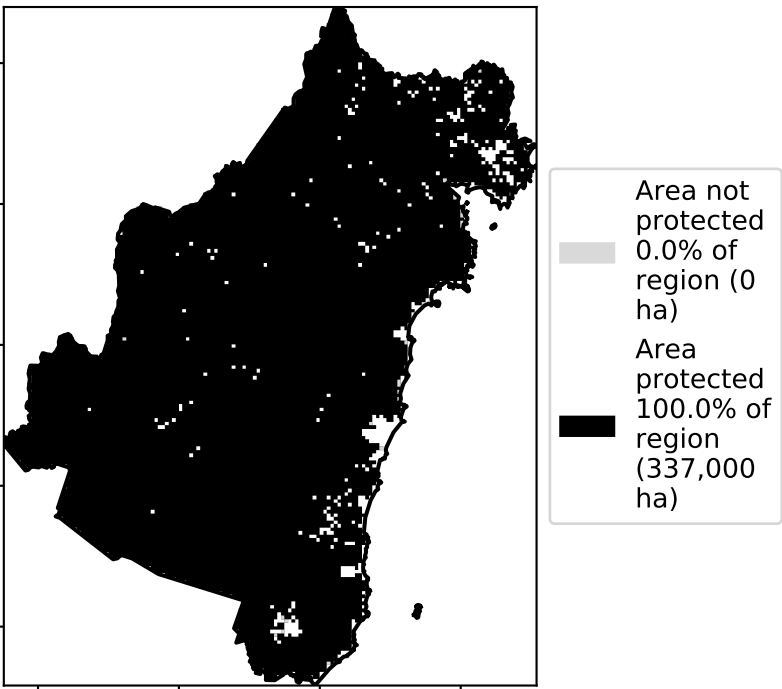 Area not
protected
0.0% of
region (0
ha)
Area
protected
100.0% of
region
(337,000
ha)